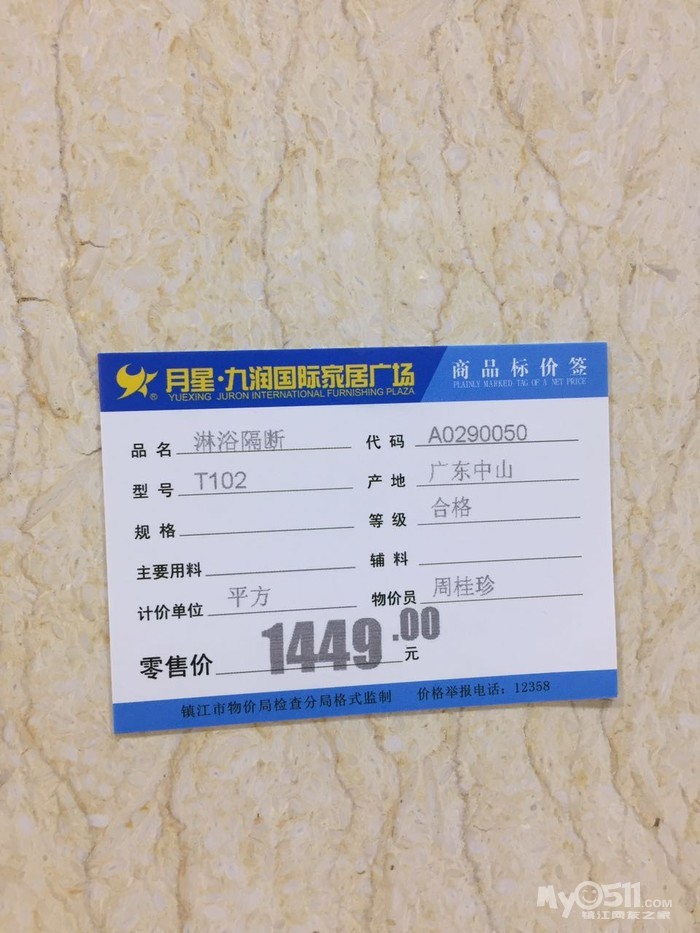 月星·九润国际家居广场 商品标价签
YUEXING JURON INTERNATIONAL FURNISHING PLAZA PLAINLY MARKED TAG OF A NET PRICE
®
品名 淋浴隔断 代码 A0290050
型号 T102 产地 广东中山
规格 等级 合格
主要用料 辅料
计价单位 平方 物价员 周桂珍
零售价 1449.00 元
镇江市物价局检查分局格式监制 价格举报电话：12358
My0511.com
镇江网友之家